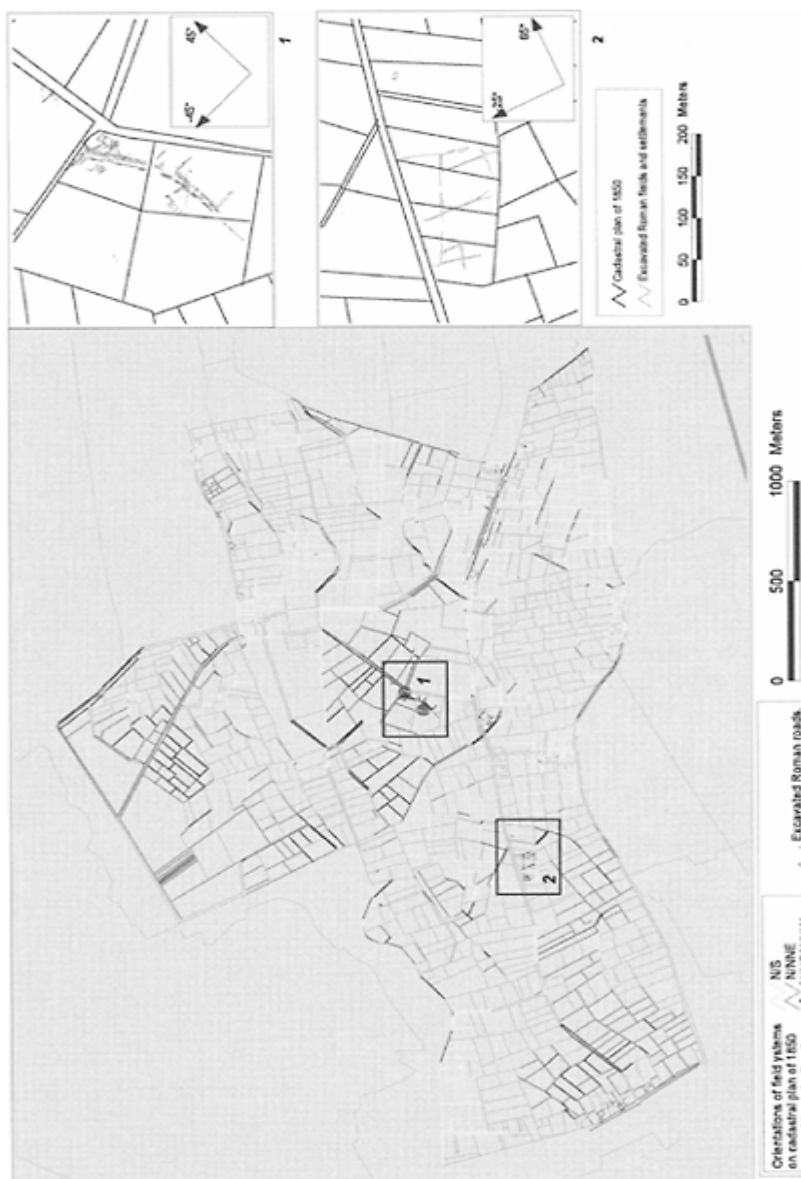 45°
-45°
1
65°
-25°
2
Cadastral plan of 1850
Excavated Roman fields and settlements
0 50 100 150 200 Meters
1
2
0 500 1000 Meters
Orientations of field ystems
on cadastral plan of 1850
N/S
N/NNE
Excavated Roman roads,